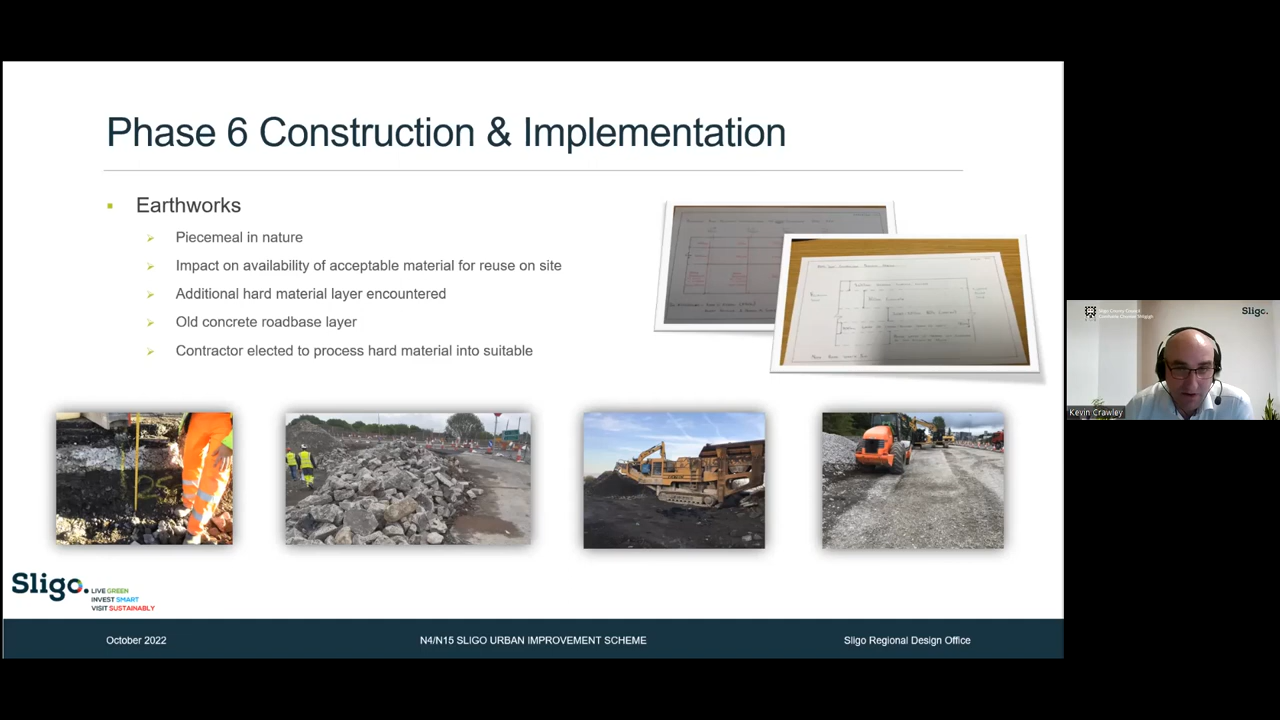 Phase 6 Construction & Implementation
Earthworks
Piecemeal in nature
Impact on availability of acceptable material for reuse on site
Additional hard material layer encountered
Old concrete roadbase layer
Contractor elected to process hard material into suitable
Sligo.
Kevin Crawley
Sligo.
LIVE GREEN
INVEST SMART
VISIT SUSTAINABLY
October 2022
N4/N15 SLIGO URBAN IMPROVEMENT SCHEME
Sligo Regional Design Office